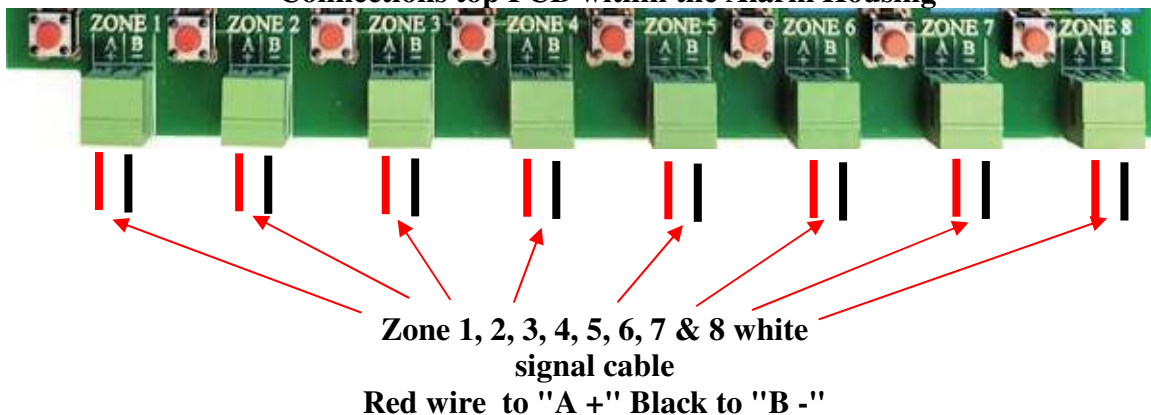 Connections top PCB within the Alarm Housing
ZONE 1 ZONE 2 ZONE 3 ZONE 4 ZONE 5 ZONE 6 ZONE 7 ZONE 8
A B A B A B A B A B A B A B A B
+ − + − + − + − + − + − + − + −
Zone 1, 2, 3, 4, 5, 6, 7 & 8 white
signal cable
Red wire to "A +" Black to "B -"